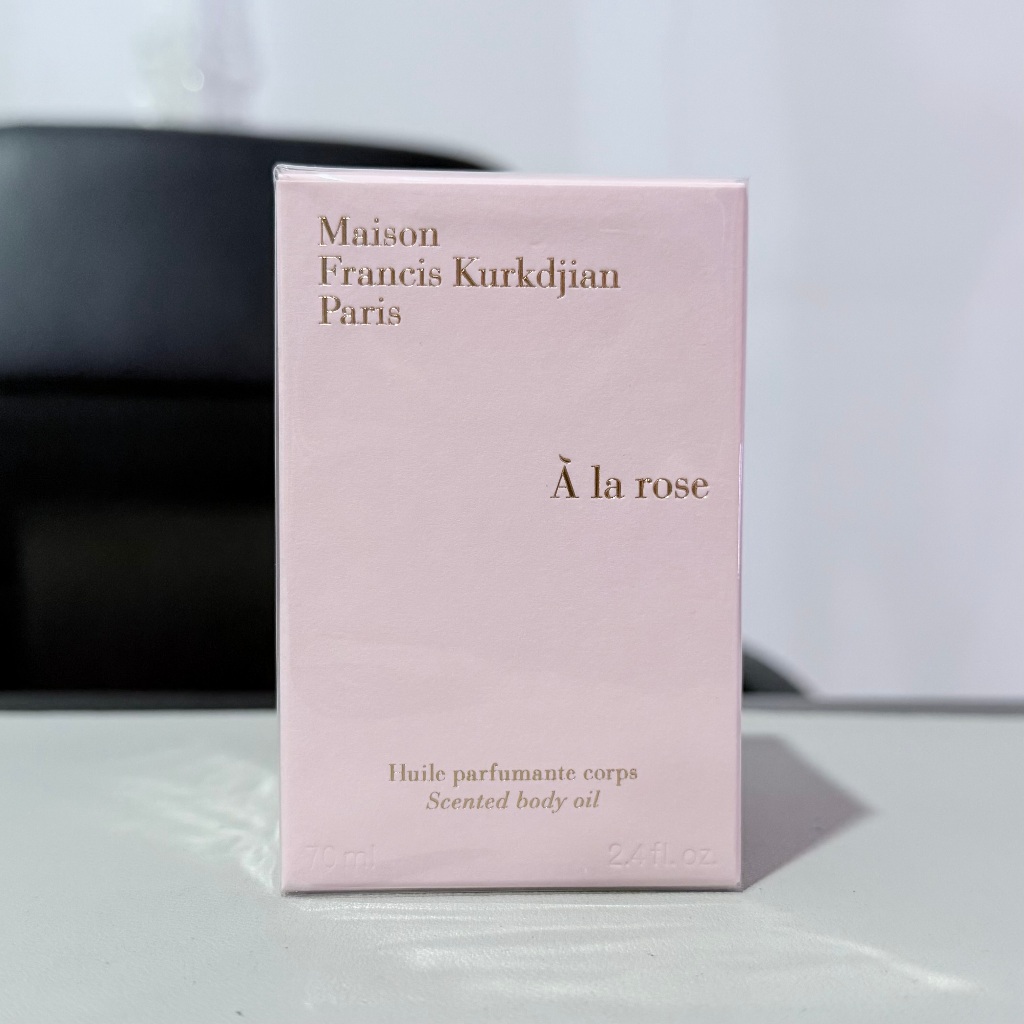 Maison
Francis Kurkdjian
Paris
À la rose
Huile parfumante corps
Scented body oil
70 ml 2.4 fl. oz.